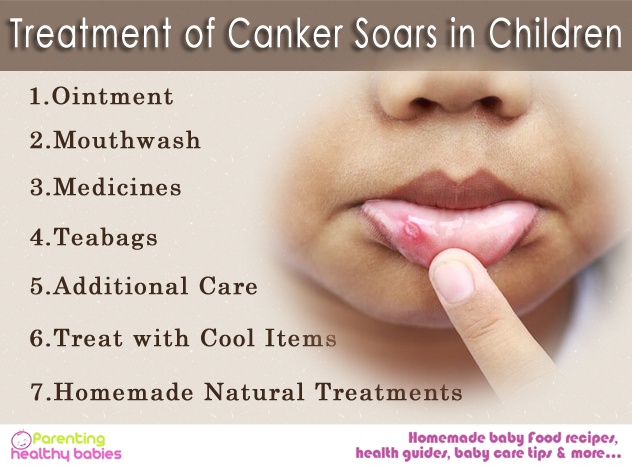 Treatment of Canker Soars in Children
1.Ointment
2.Mouthwash
3.Medicines
4.Teabags
5.Additional Care
6.Treat with Cool Items
7.Homemade Natural Treatments
Parenting
healthy babies
Homemade baby Food recipes,
health guides, baby care tips & more...